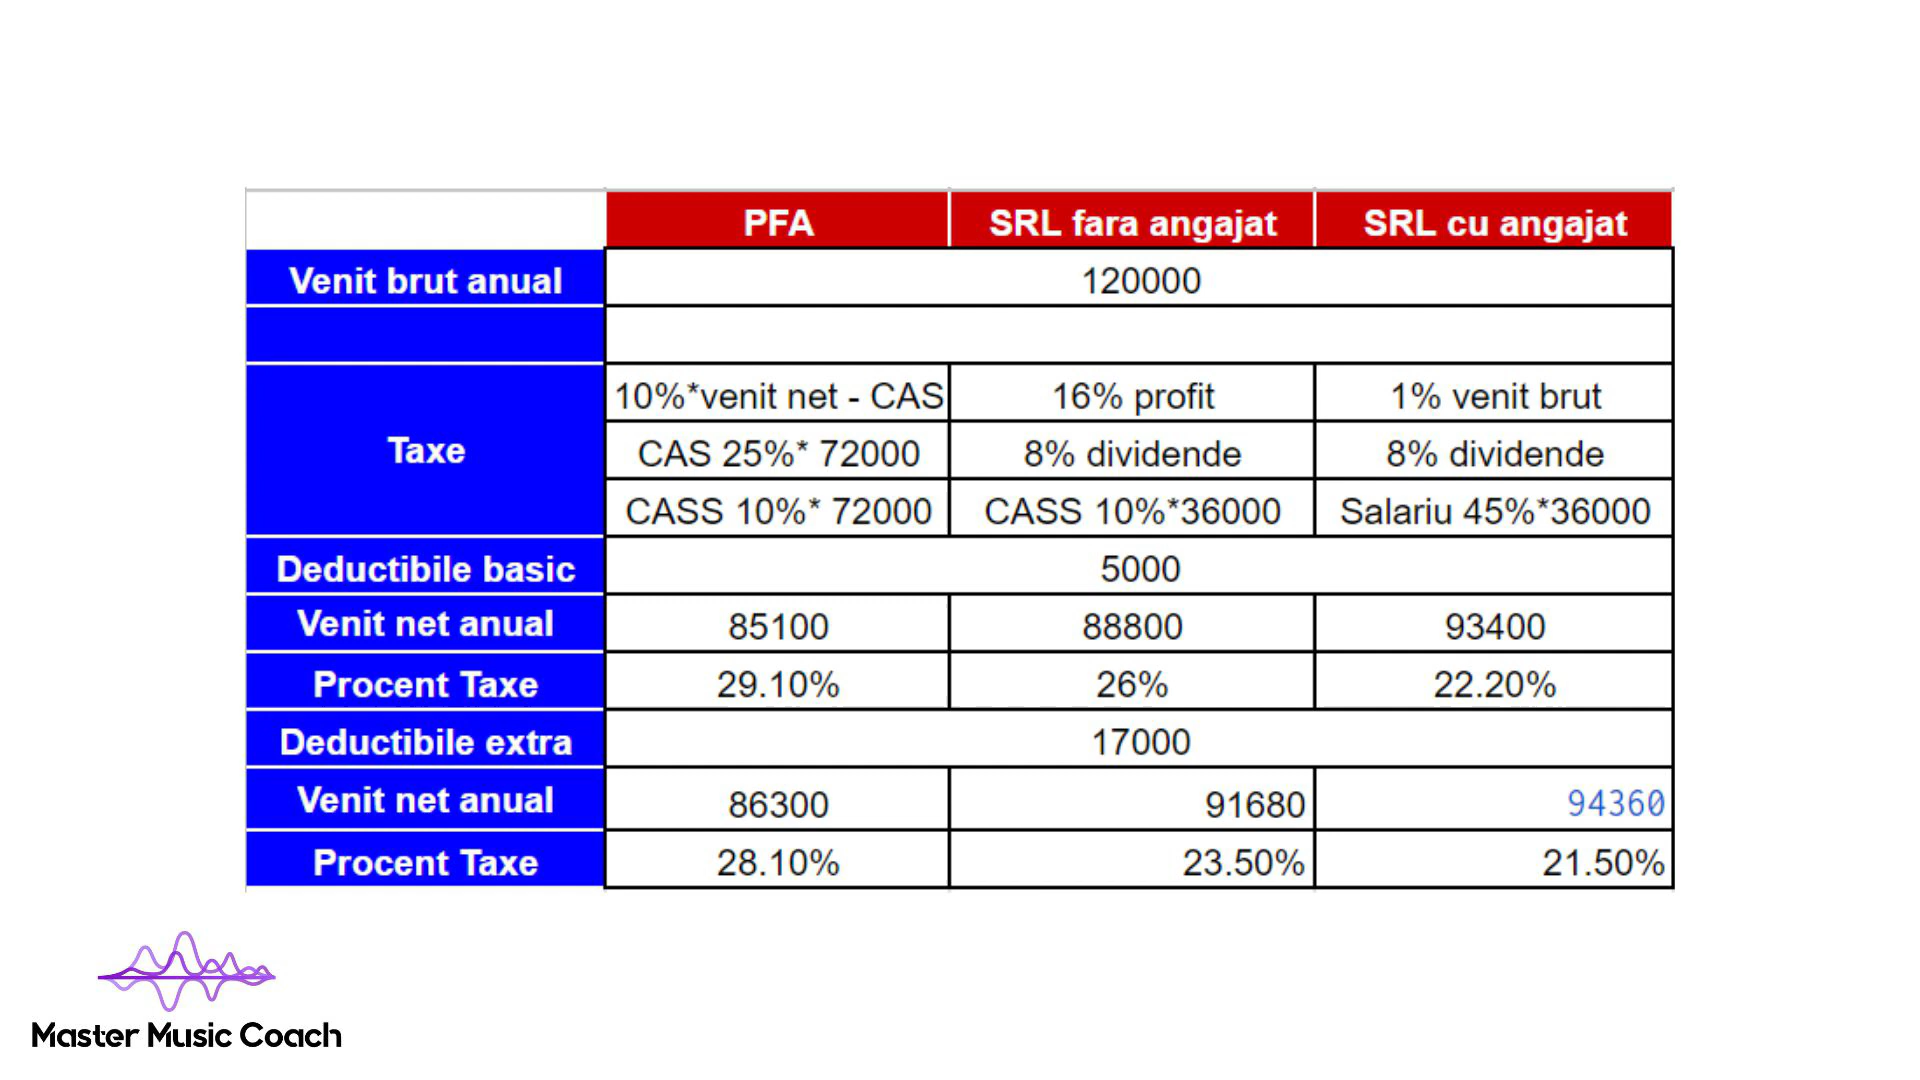 PFA SRL fara angajat SRL cu angajat
Venit brut anual 120000
Taxe
10%*venit net - CAS 16% profit 1% venit brut
CAS 25%* 72000 8% dividende 8% dividende
CASS 10%* 72000 CASS 10%*36000 Salariu 45%*36000
Deductibile basic 5000
Venit net anual 85100 88800 93400
Procent Taxe 29.10% 26% 22.20%
Deductibile extra 17000
Venit net anual 86300 91680 94360
Procent Taxe 28.10% 23.50% 21.50%
Master Music Coach